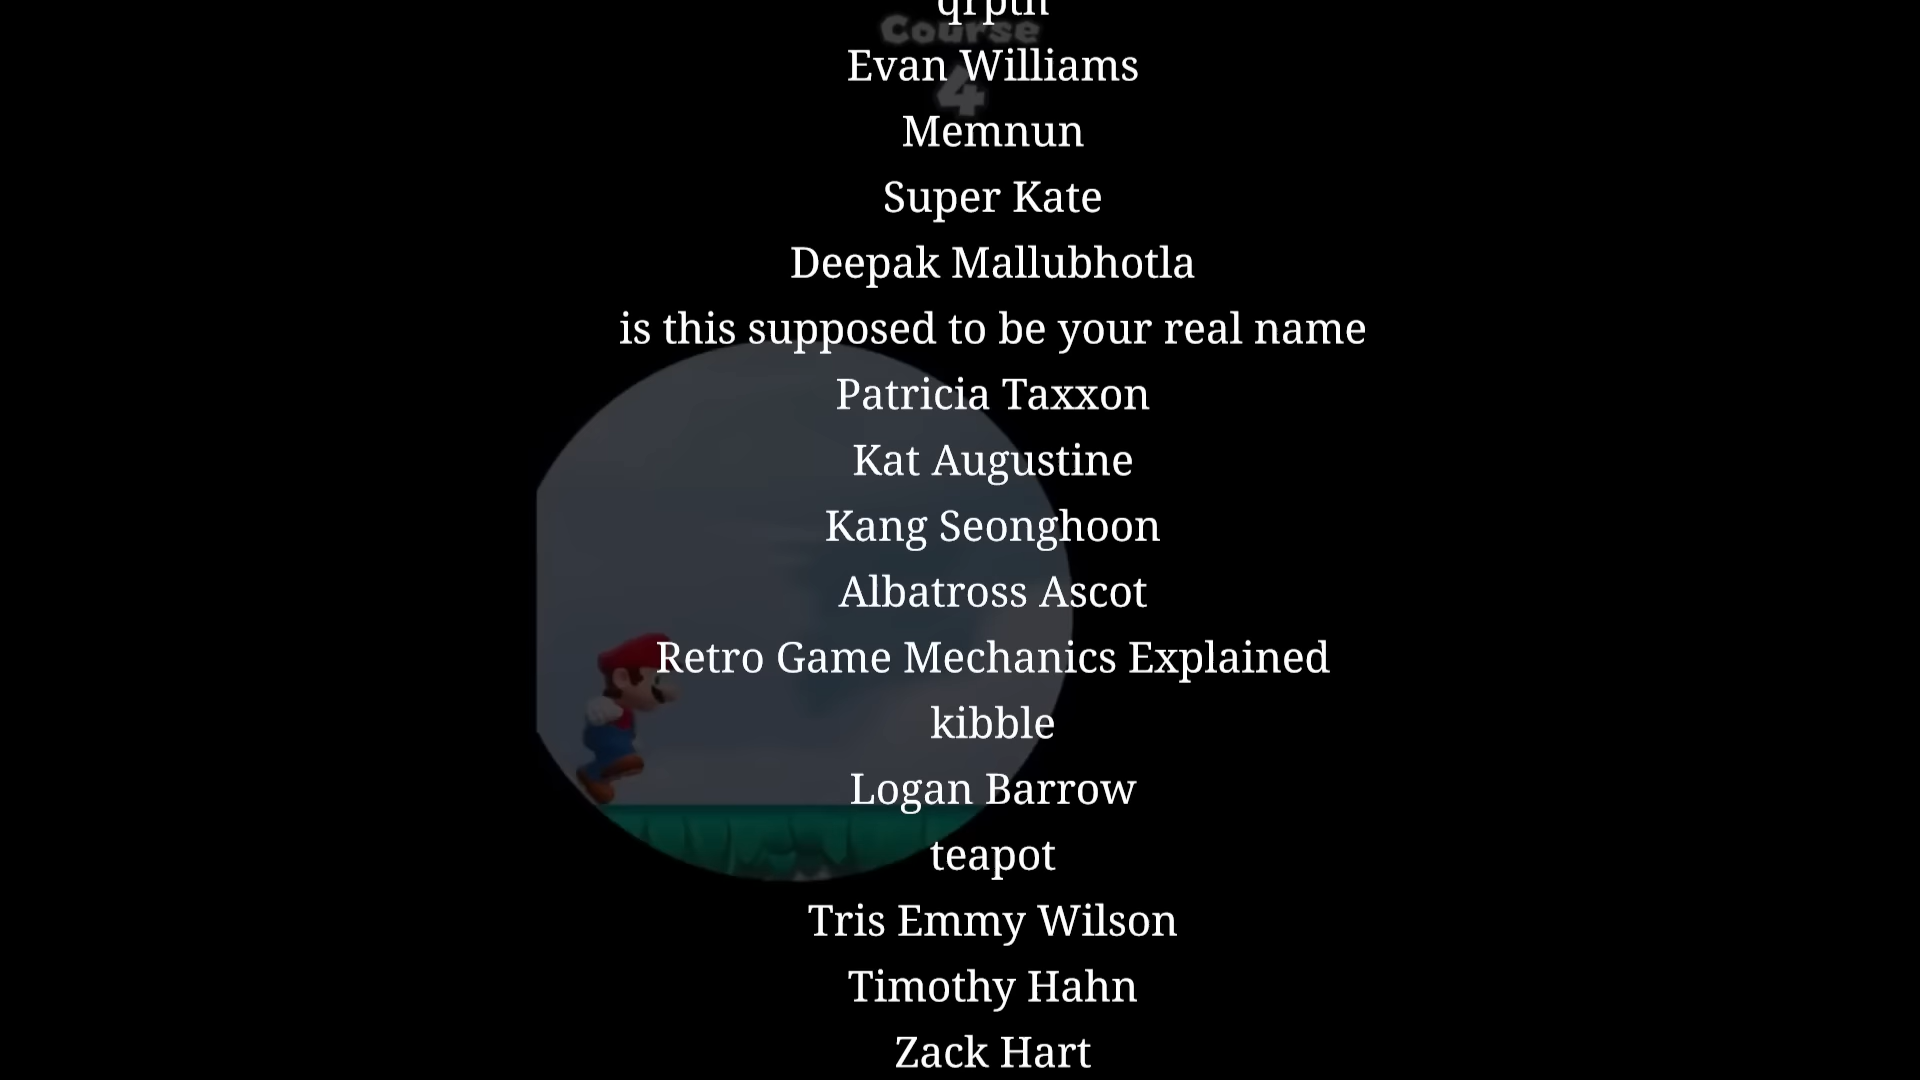 Course
Evan Williams
4
Memnun
Super Kate
Deepak Mallubhotla
is this supposed to be your real name
Patricia Taxxon
Kat Augustine
Kang Seonghoon
Albatross Ascot
Retro Game Mechanics Explained
kibble
Logan Barrow
teapot
Tris Emmy Wilson
Timothy Hahn
Zack Hart